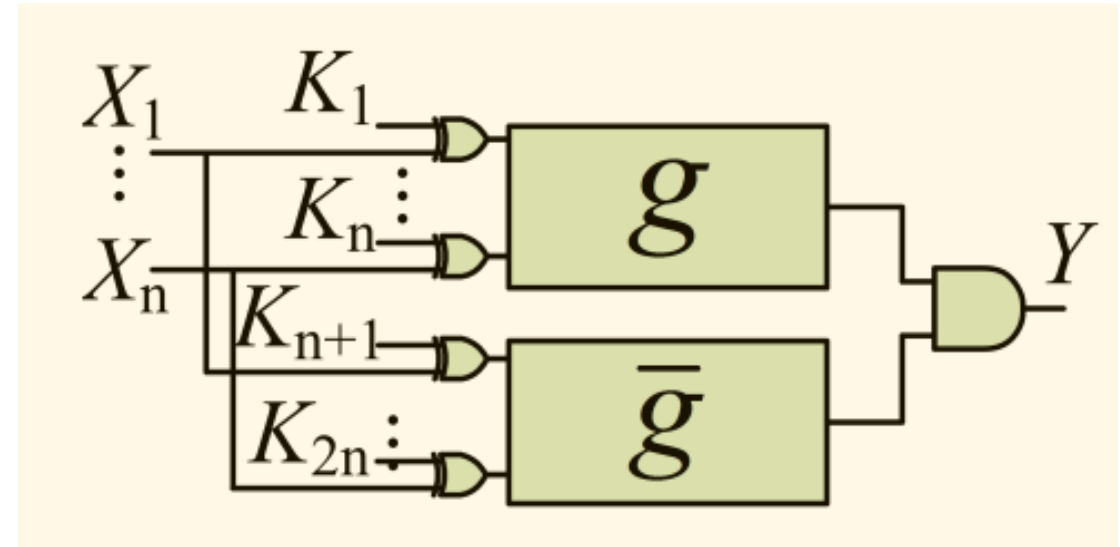 X₁
⋮
Xₙ
K₁
⋮
Kₙ
Kₙ₊₁
⋮
K₂ₙ
g
g̅
Y